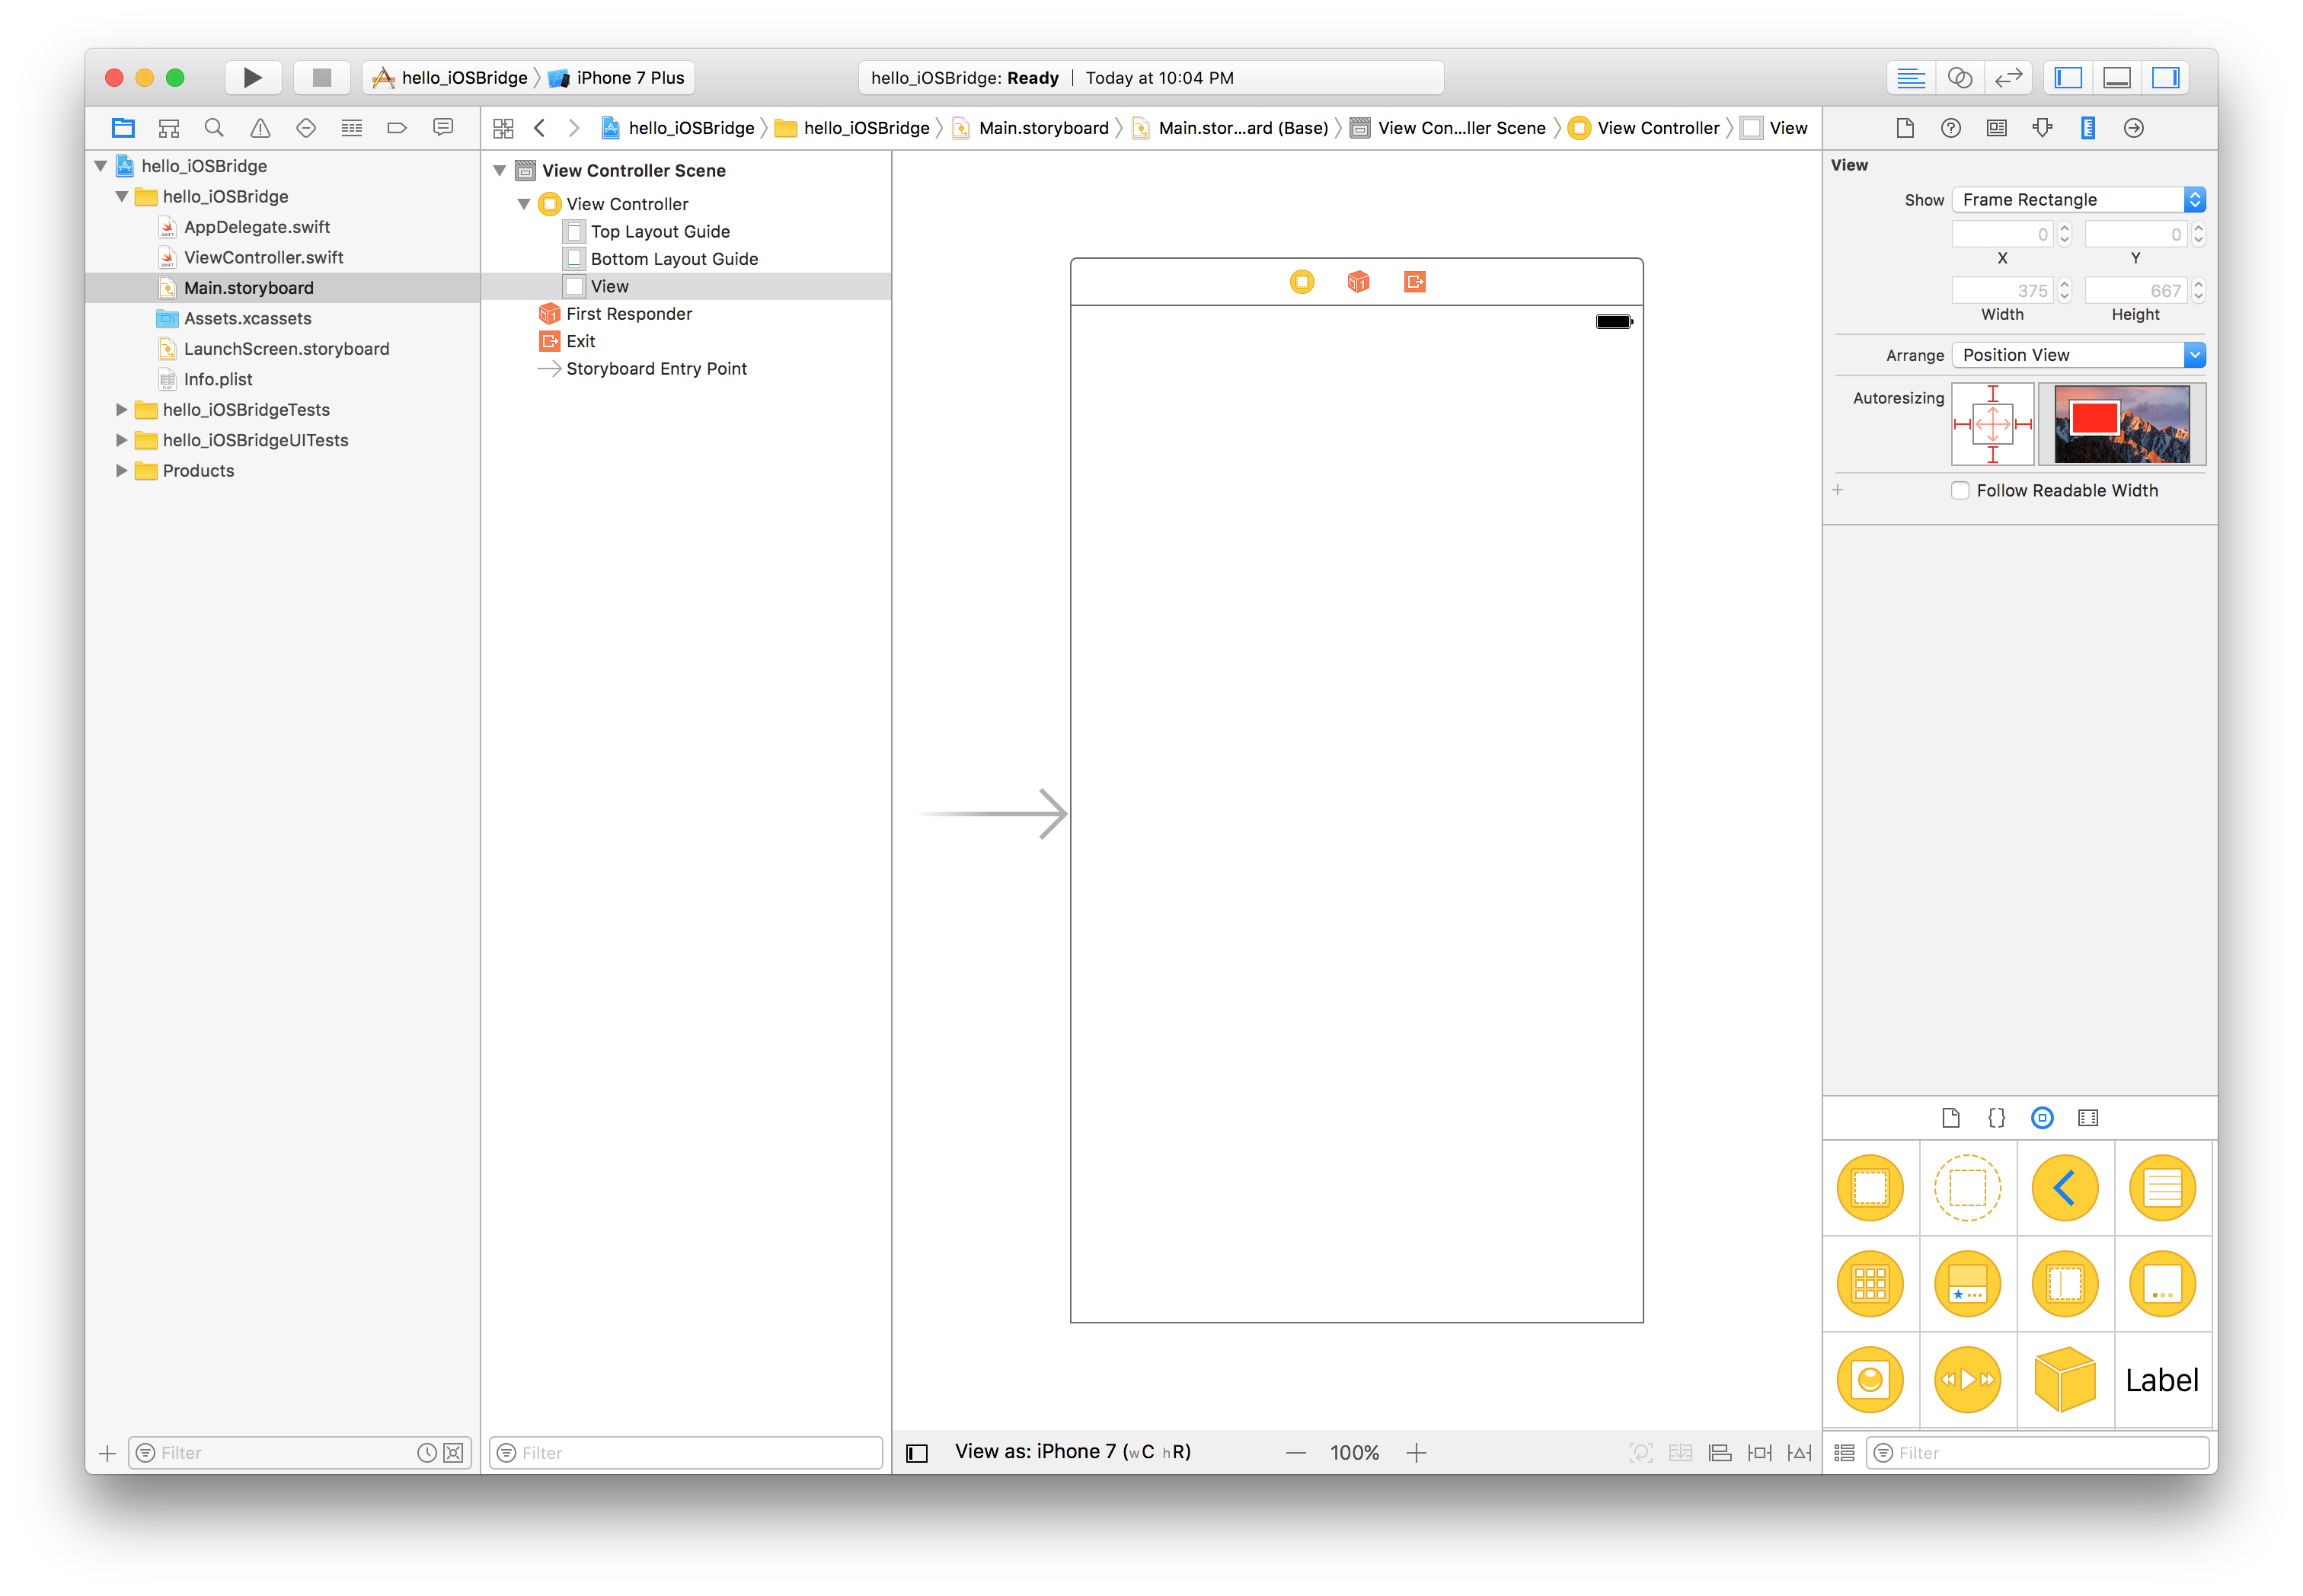 hello_iOSBridge iPhone 7 Plus
hello_iOSBridge: Ready Today at 10:04 PM
hello_iOSBridge hello_iOSBridge Main.storyboard Main.stor...ard (Base) View Con...ller Scene View Controller View
hello_iOSBridge
hello_iOSBridge
AppDelegate.swift
ViewController.swift
Main.storyboard
Assets.xcassets
LaunchScreen.storyboard
Info.plist
hello_iOSBridgeTests
hello_iOSBridgeUITests
Products
Filter
View Controller Scene
View Controller
Top Layout Guide
Bottom Layout Guide
View
First Responder
Exit
Storyboard Entry Point
Filter
View as: iPhone 7 (wC hR)
100%
View
Show Frame Rectangle
0 0
X Y
375 667
Width Height
Arrange Position View
Autoresizing
Follow Readable Width
Label
Filter